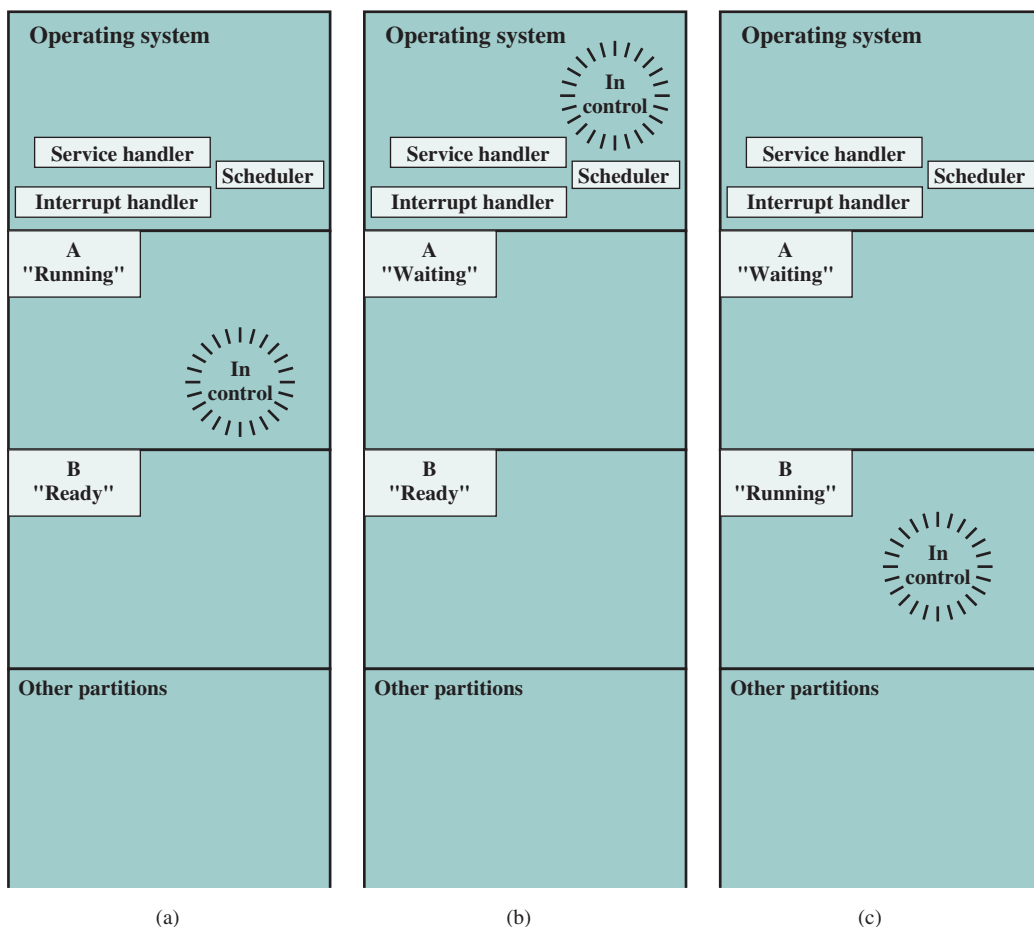 Operating system
Service handler
Scheduler
Interrupt handler
A
"Running"
In
control
B
"Ready"
Other partitions
(a)
Operating system
In
control
Service handler
Scheduler
Interrupt handler
A
"Waiting"
B
"Ready"
Other partitions
(b)
Operating system
Service handler
Scheduler
Interrupt handler
A
"Waiting"
B
"Running"
In
control
Other partitions
(c)